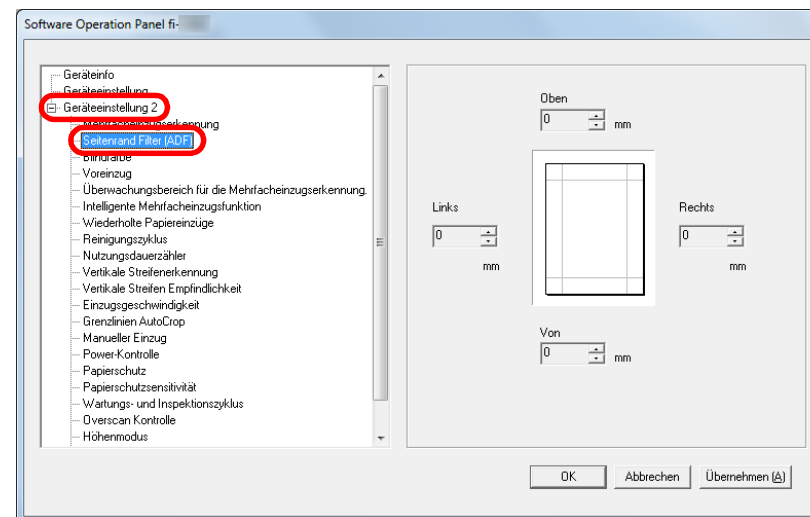 Software Operation Panel fi-
Geräteinfo
Geräteeinstellung
Geräteeinstellung 2
Mehrfacheinzugserkennung
Seitenrand Filter (ADF)
Blindfarbe
Voreinzug
Überwachungsbereich für die Mehrfacheinzugserkennung.
Intelligente Mehrfacheinzugsfunktion
Wiederholte Papiereinzüge
Reinigungszyklus
Nutzungsdauerzähler
Vertikale Streifenerkennung
Vertikale Streifen Empfindlichkeit
Einzugsgeschwindigkeit
Grenzlinien AutoCrop
Manueller Einzug
Power-Kontrolle
Papierschutz
Papierschutzsensitivität
Wartungs- und Inspektionszyklus
Overscan Kontrolle
Höhenmodus
Oben
0 mm
Links
0
mm
Rechts
0
mm
Von
0 mm
OK Abbrechen Übernehmen (A)